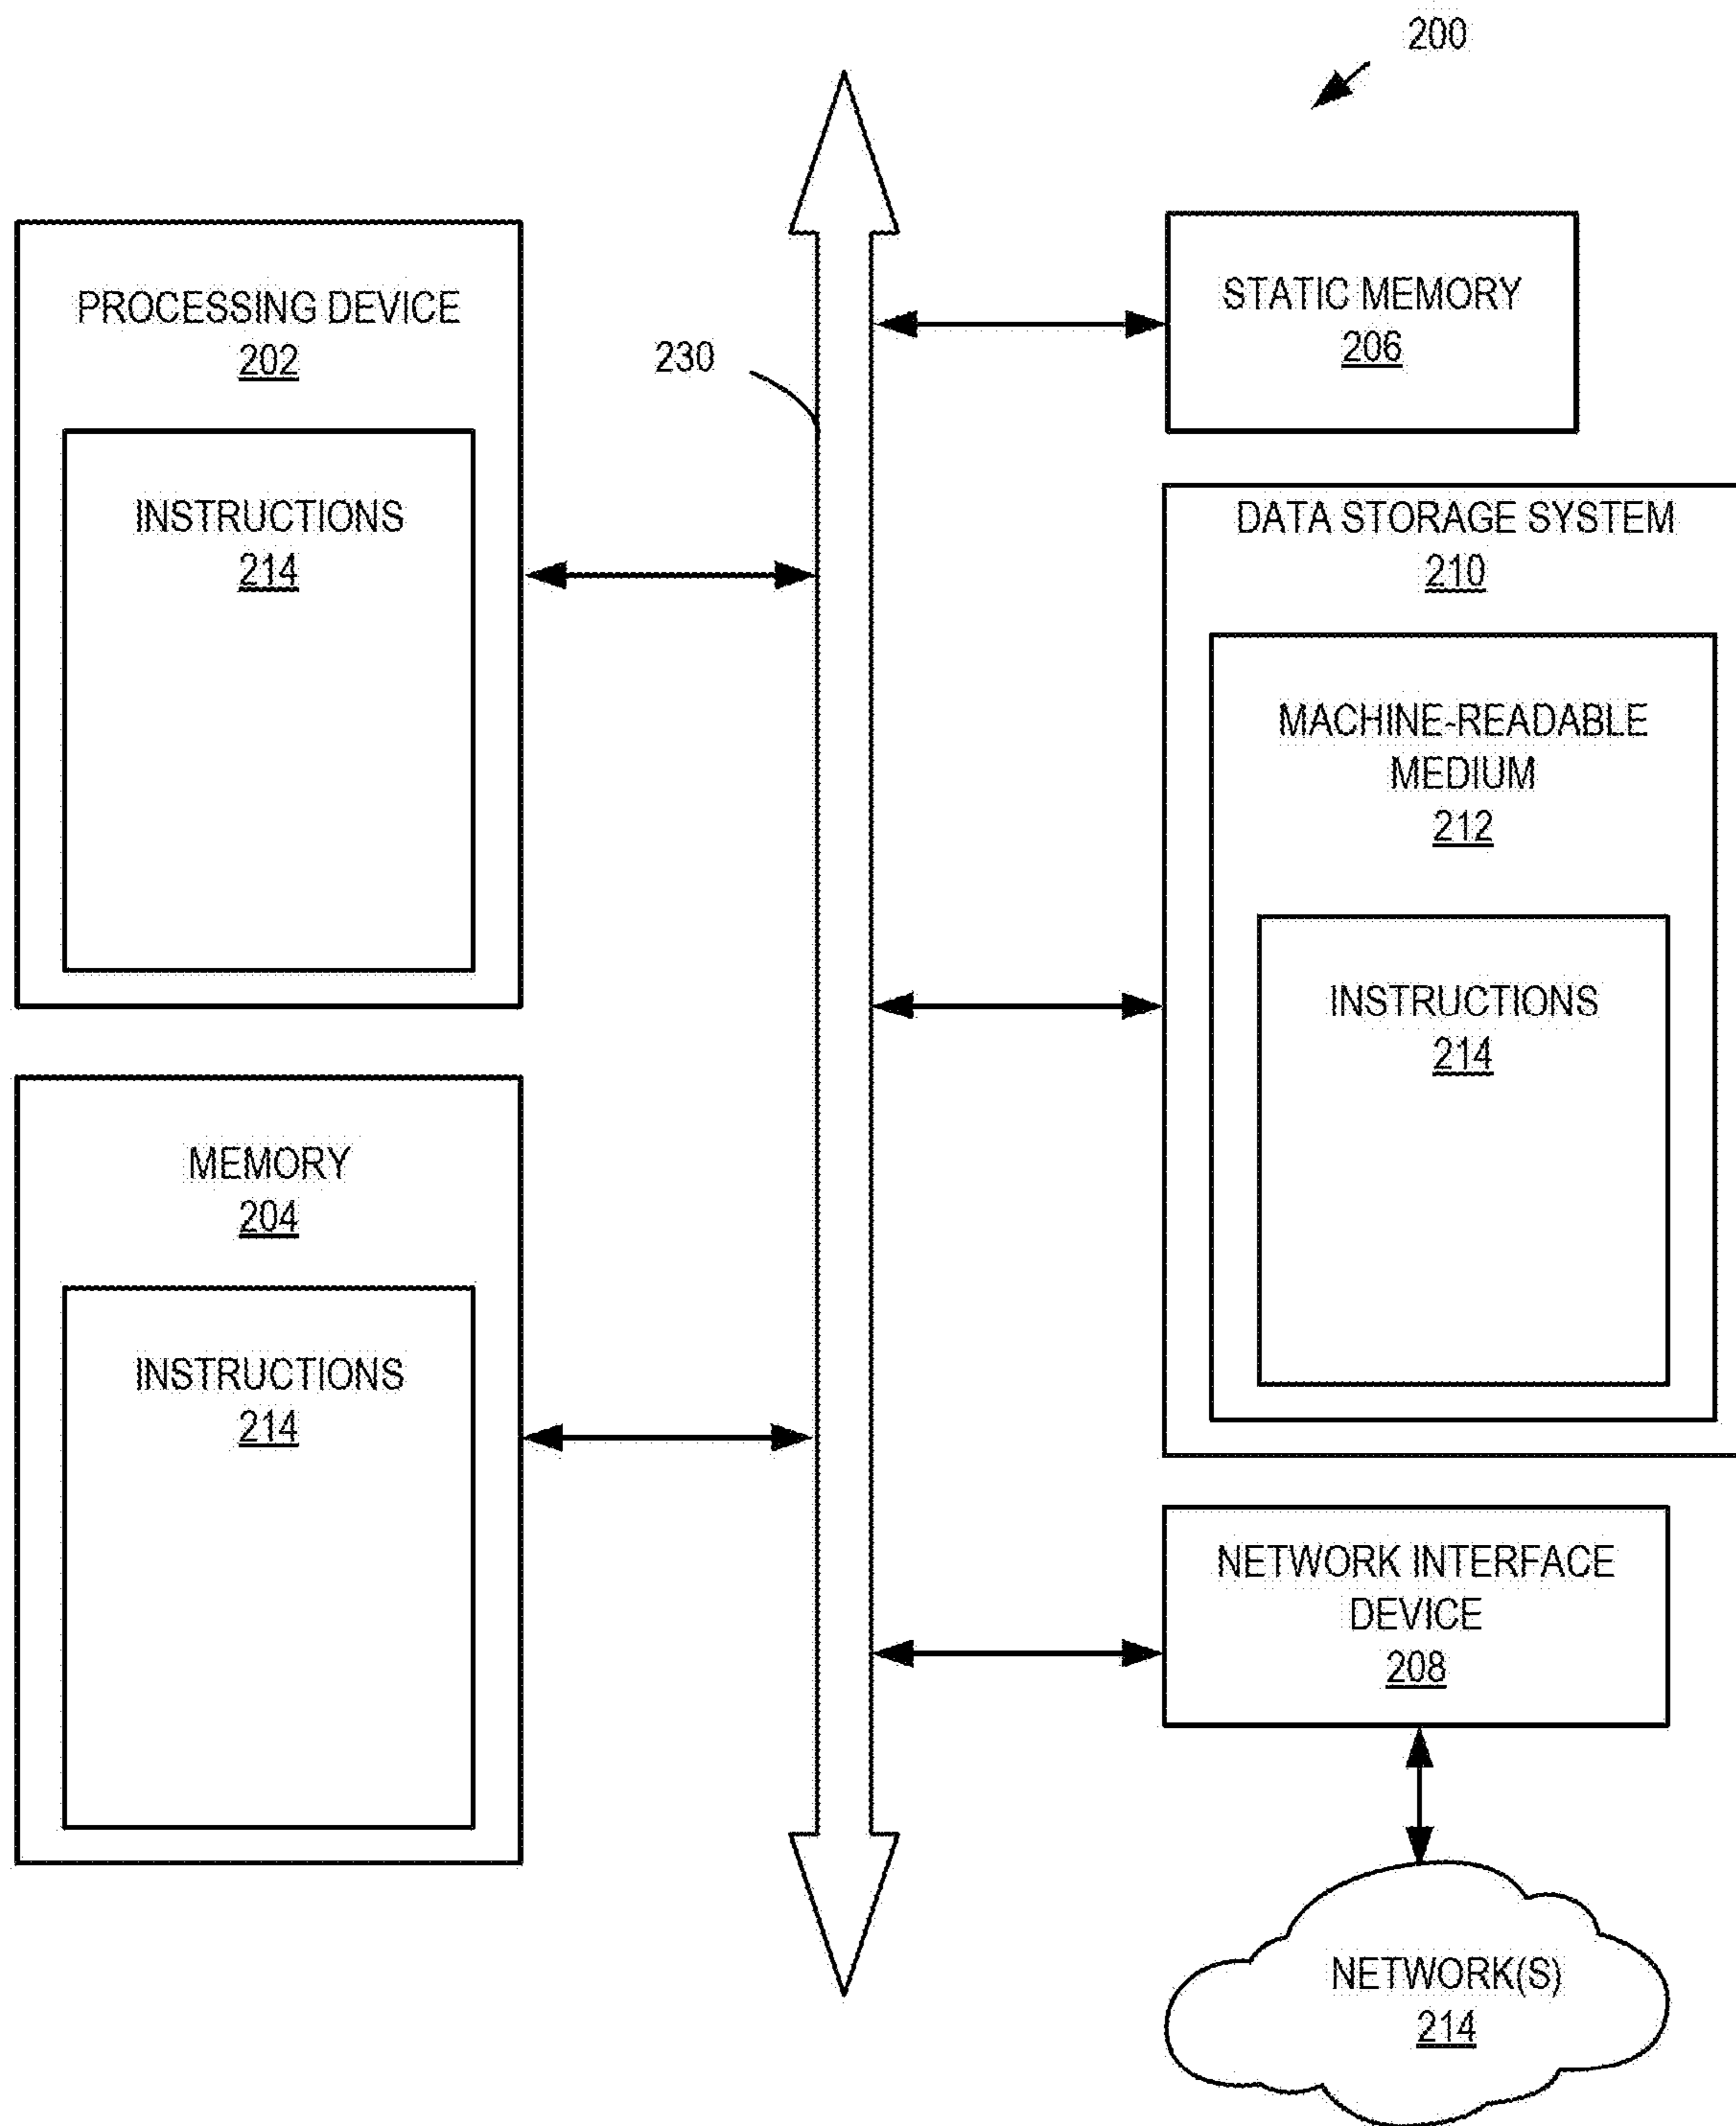 200
PROCESSING DEVICE
202
INSTRUCTIONS
214
230
STATIC MEMORY
206
DATA STORAGE SYSTEM
210
MACHINE-READABLE
MEDIUM
212
INSTRUCTIONS
214
MEMORY
204
INSTRUCTIONS
214
NETWORK INTERFACE
DEVICE
208
NETWORK(S)
214